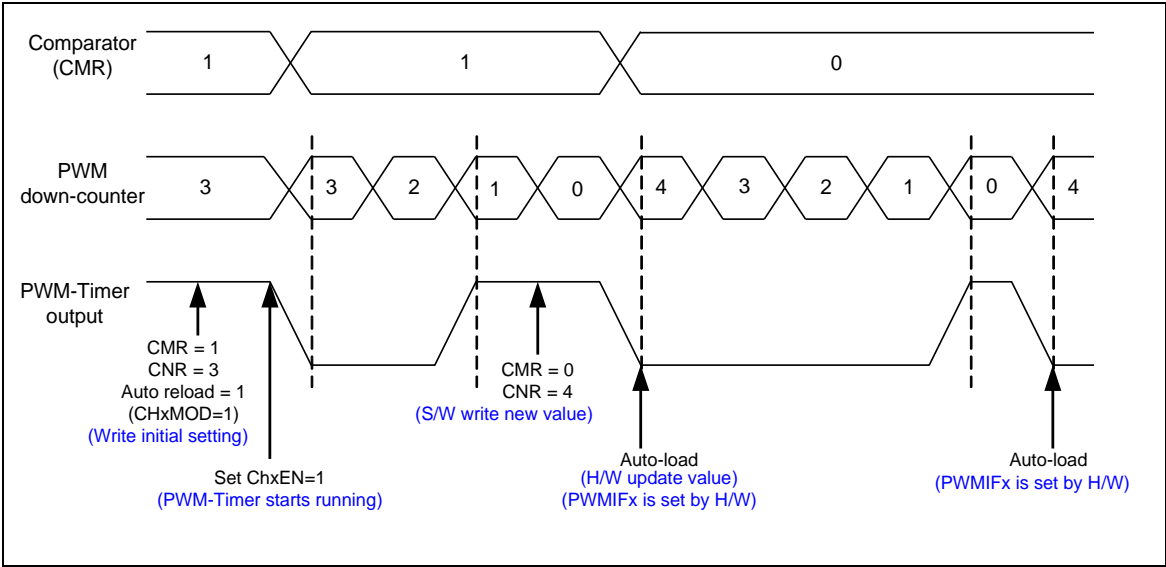 Comparator
(CMR)
1
1
0
PWM
down-counter
3
3
2
1
0
4
3
2
1
0
4
PWM-Timer
output
CMR = 1
CNR = 3
Auto reload = 1
(CHxMOD=1)
(Write initial setting)
CMR = 0
CNR = 4
(S/W write new value)
Set ChxEN=1
(PWM-Timer starts running)
Auto-load
(H/W update value)
(PWMIFx is set by H/W)
Auto-load
(PWMIFx is set by H/W)